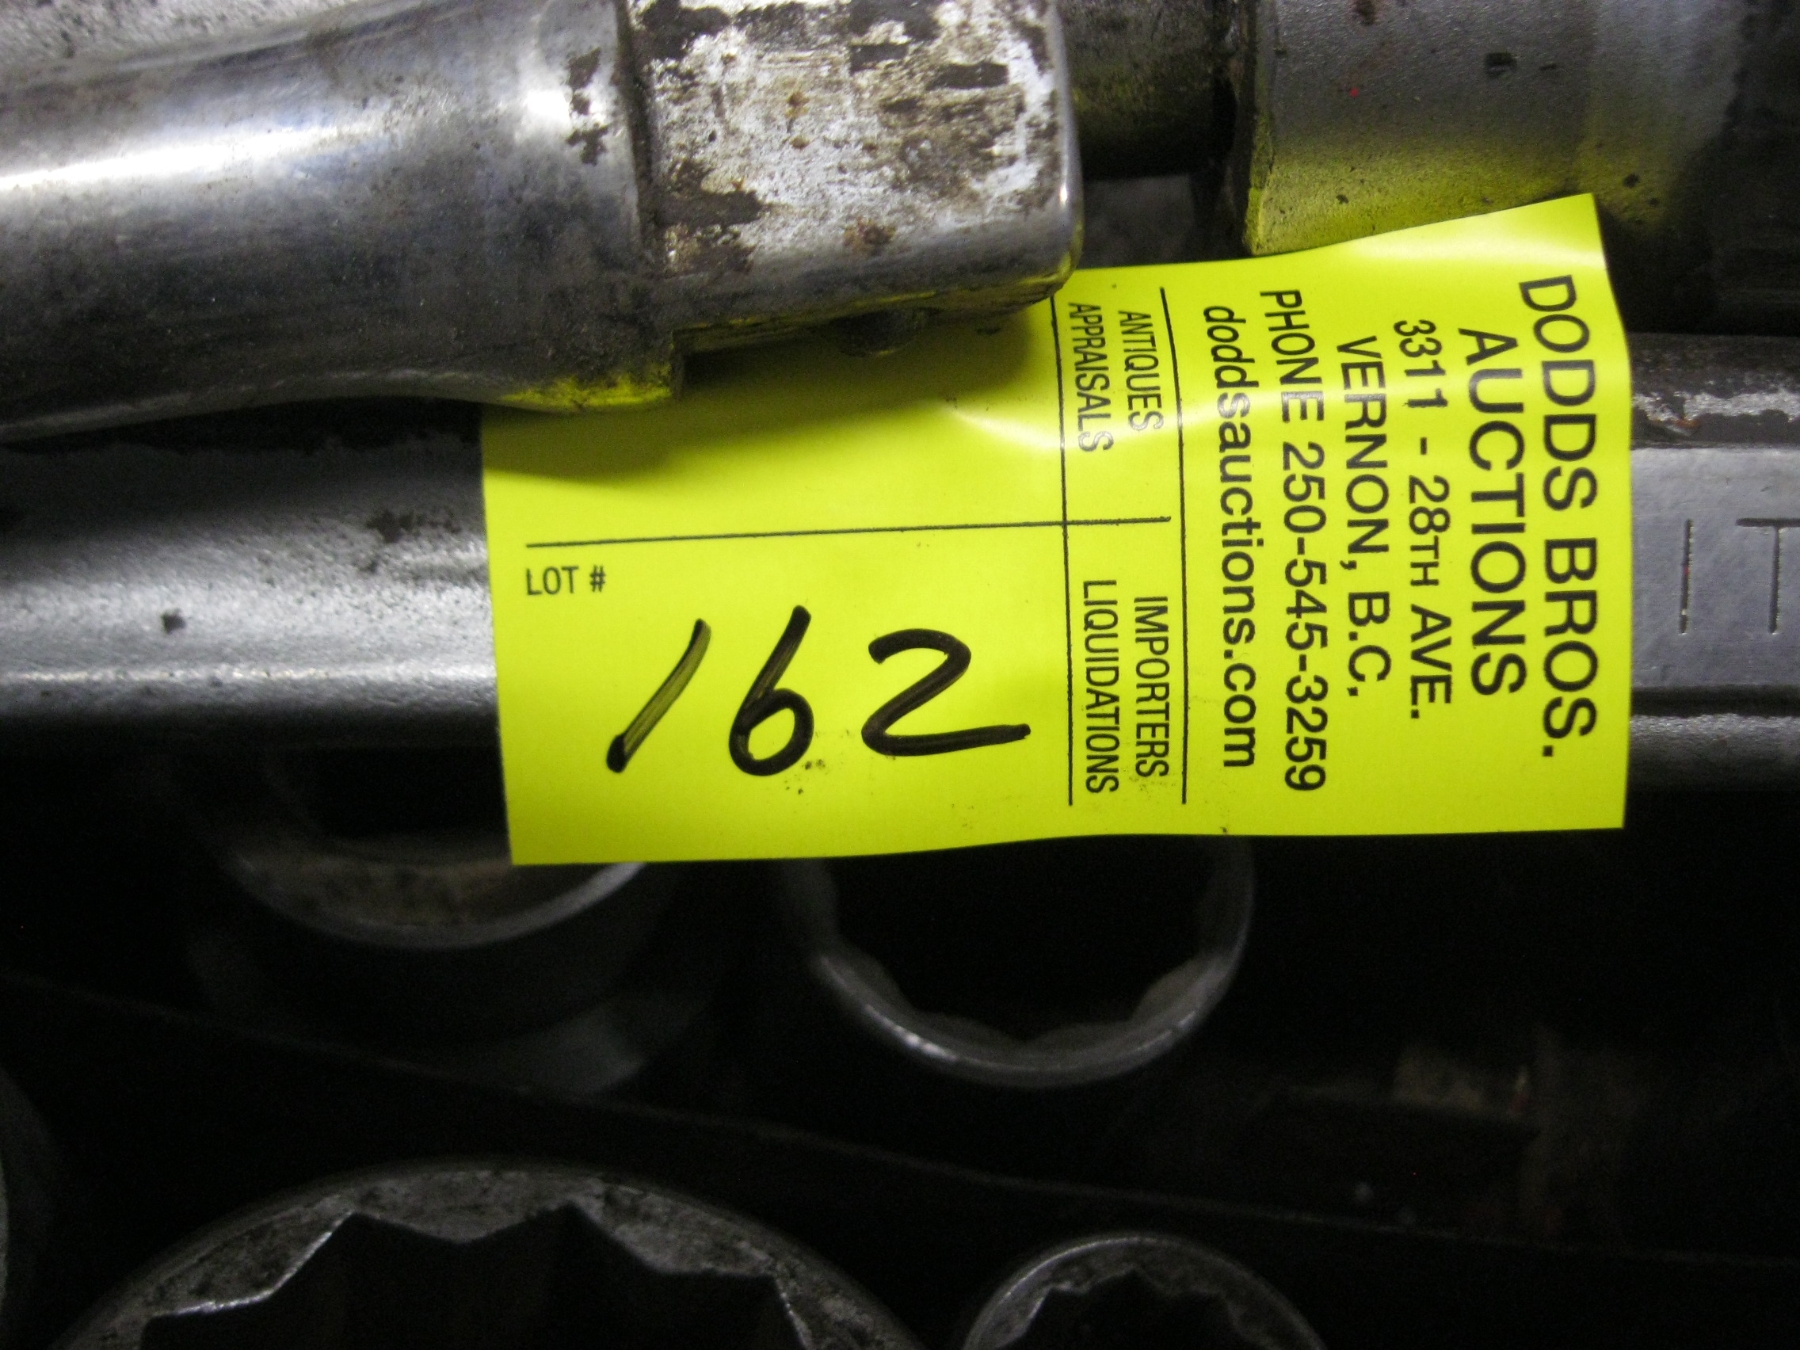 DODDS BROS.
AUCTIONS
3311 - 28TH AVE.
VERNON, B.C.
PHONE 250-545-3259
doddsauctions.com
ANTIQUES
APPRAISALS
IMPORTERS
LIQUIDATIONS
LOT #
162
IT